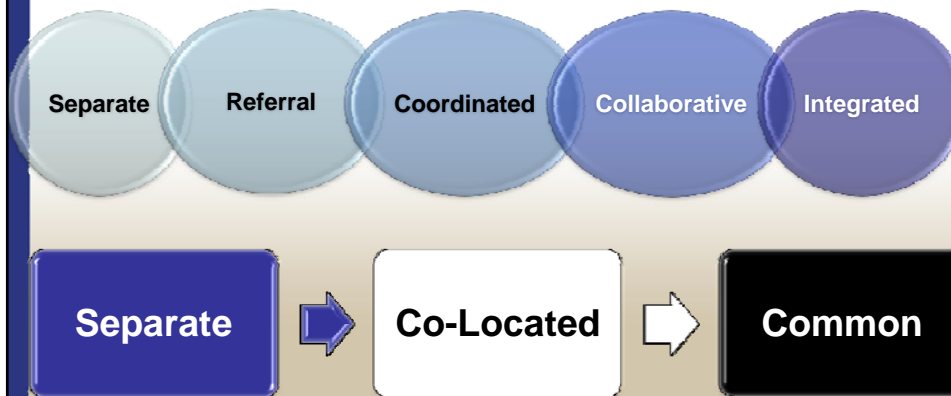 Separate Referral Coordinated Collaborative Integrated
Separate Co-Located Common